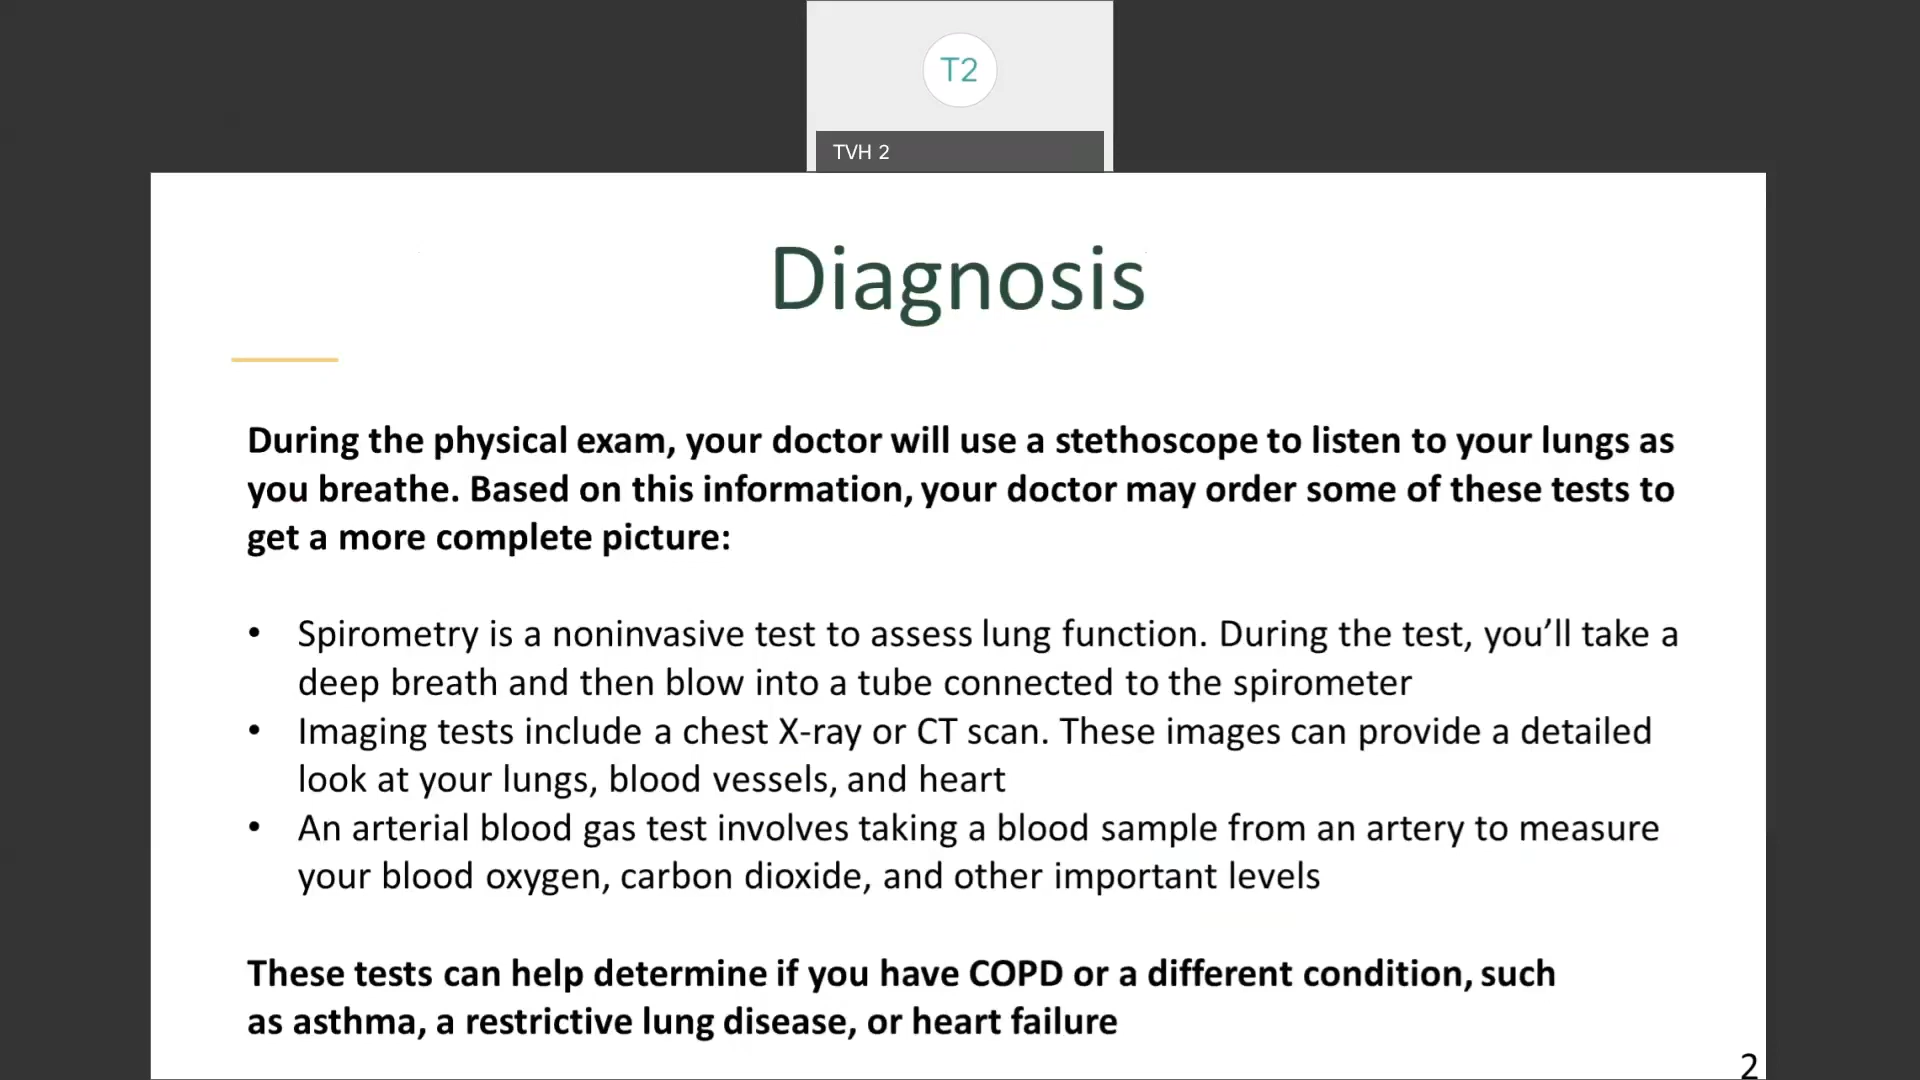 T2
TVH 2
Diagnosis
During the physical exam, your doctor will use a stethoscope to listen to your lungs as
you breathe. Based on this information, your doctor may order some of these tests to
get a more complete picture:
• Spirometry is a noninvasive test to assess lung function. During the test, you’ll take a
deep breath and then blow into a tube connected to the spirometer
• Imaging tests include a chest X-ray or CT scan. These images can provide a detailed
look at your lungs, blood vessels, and heart
• An arterial blood gas test involves taking a blood sample from an artery to measure
your blood oxygen, carbon dioxide, and other important levels
These tests can help determine if you have COPD or a different condition, such
as asthma, a restrictive lung disease, or heart failure
2